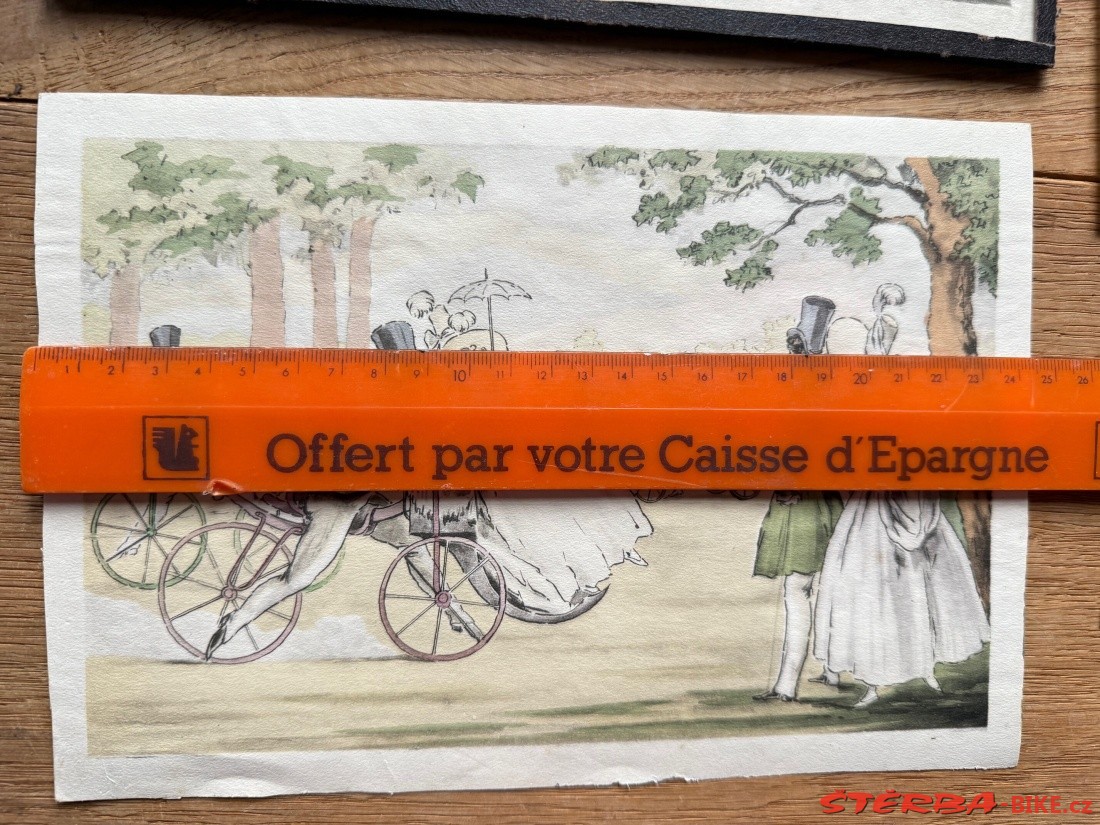 1 2 3 4 5 6 7 8 9 10 11 12 13 14 15 16 17 18 19 20 21 22 23 24 25 26
Offert par votre Caisse d'Epargne
ŠTĚRBA-BIKE.cz